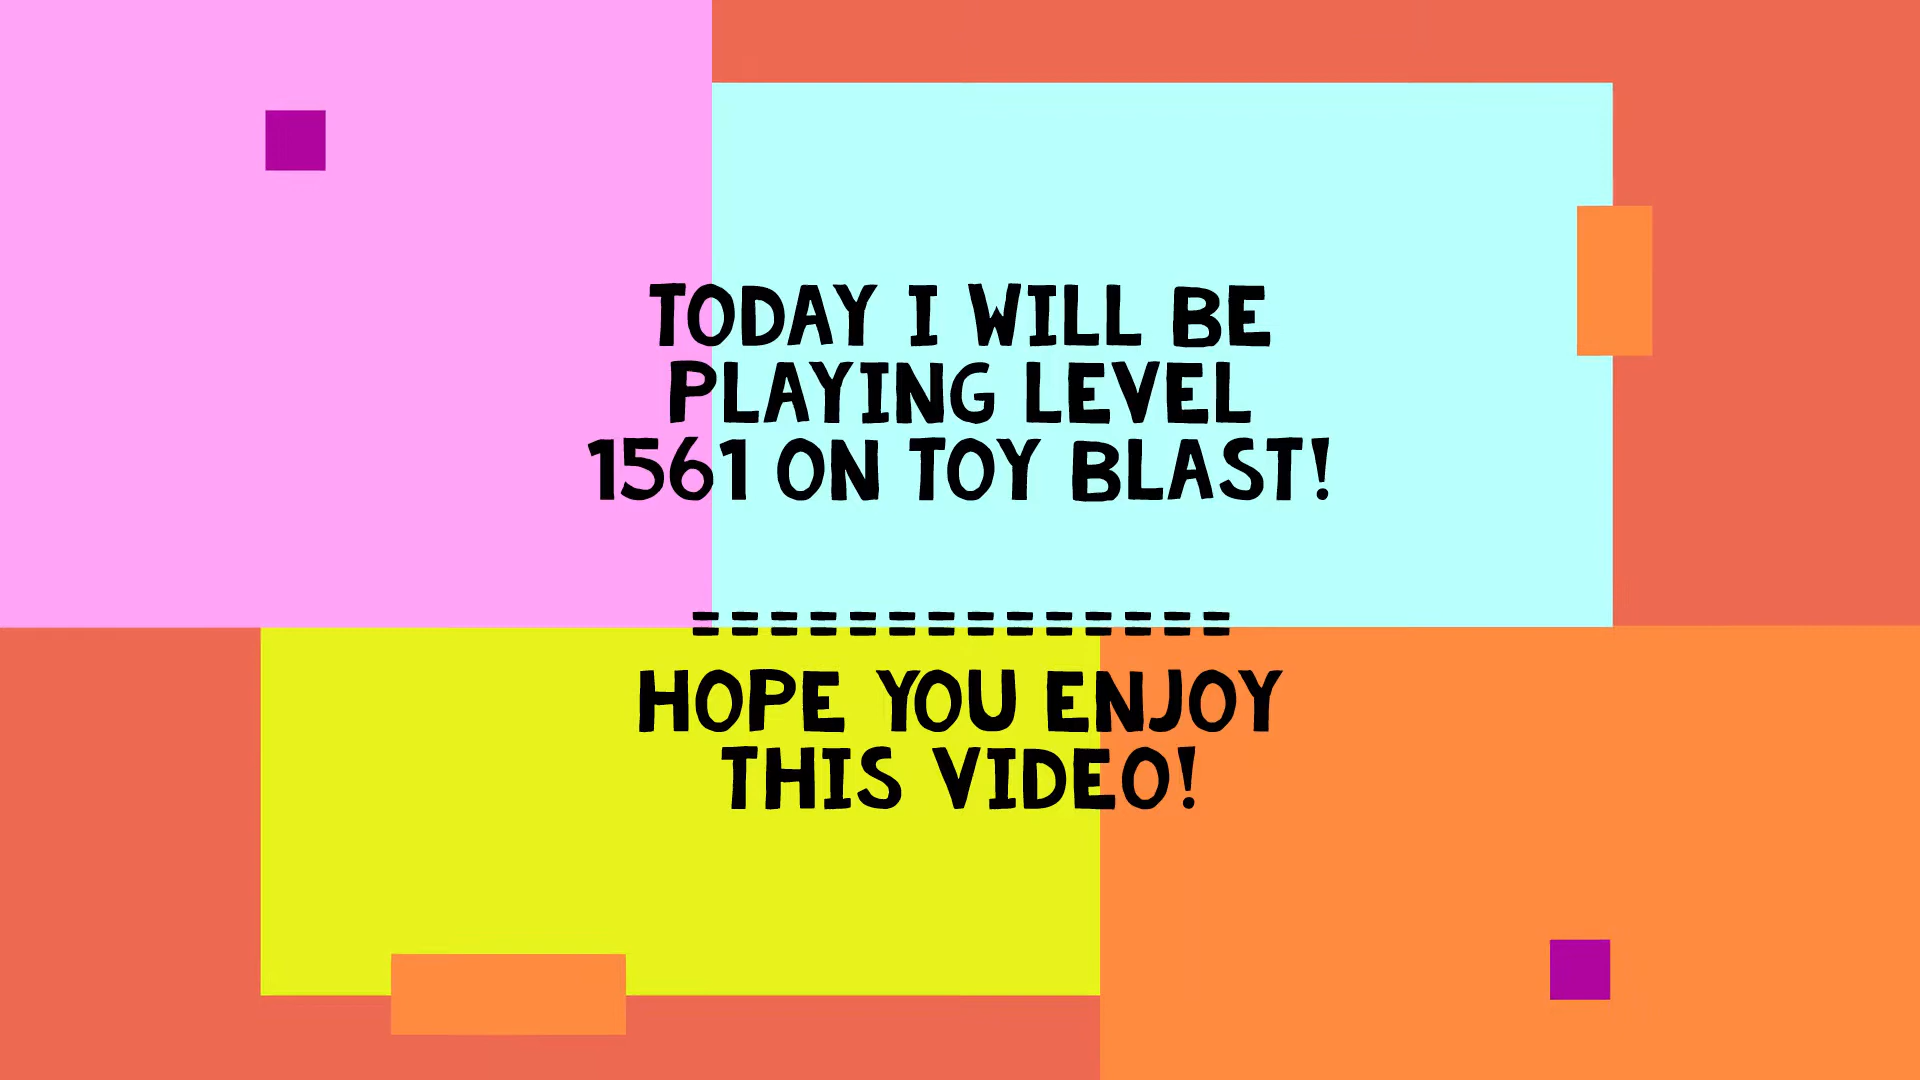 TODAY I WILL BE
PLAYING LEVEL
1561 ON TOY BLAST!
==============
HOPE YOU ENJOY
THIS VIDEO!